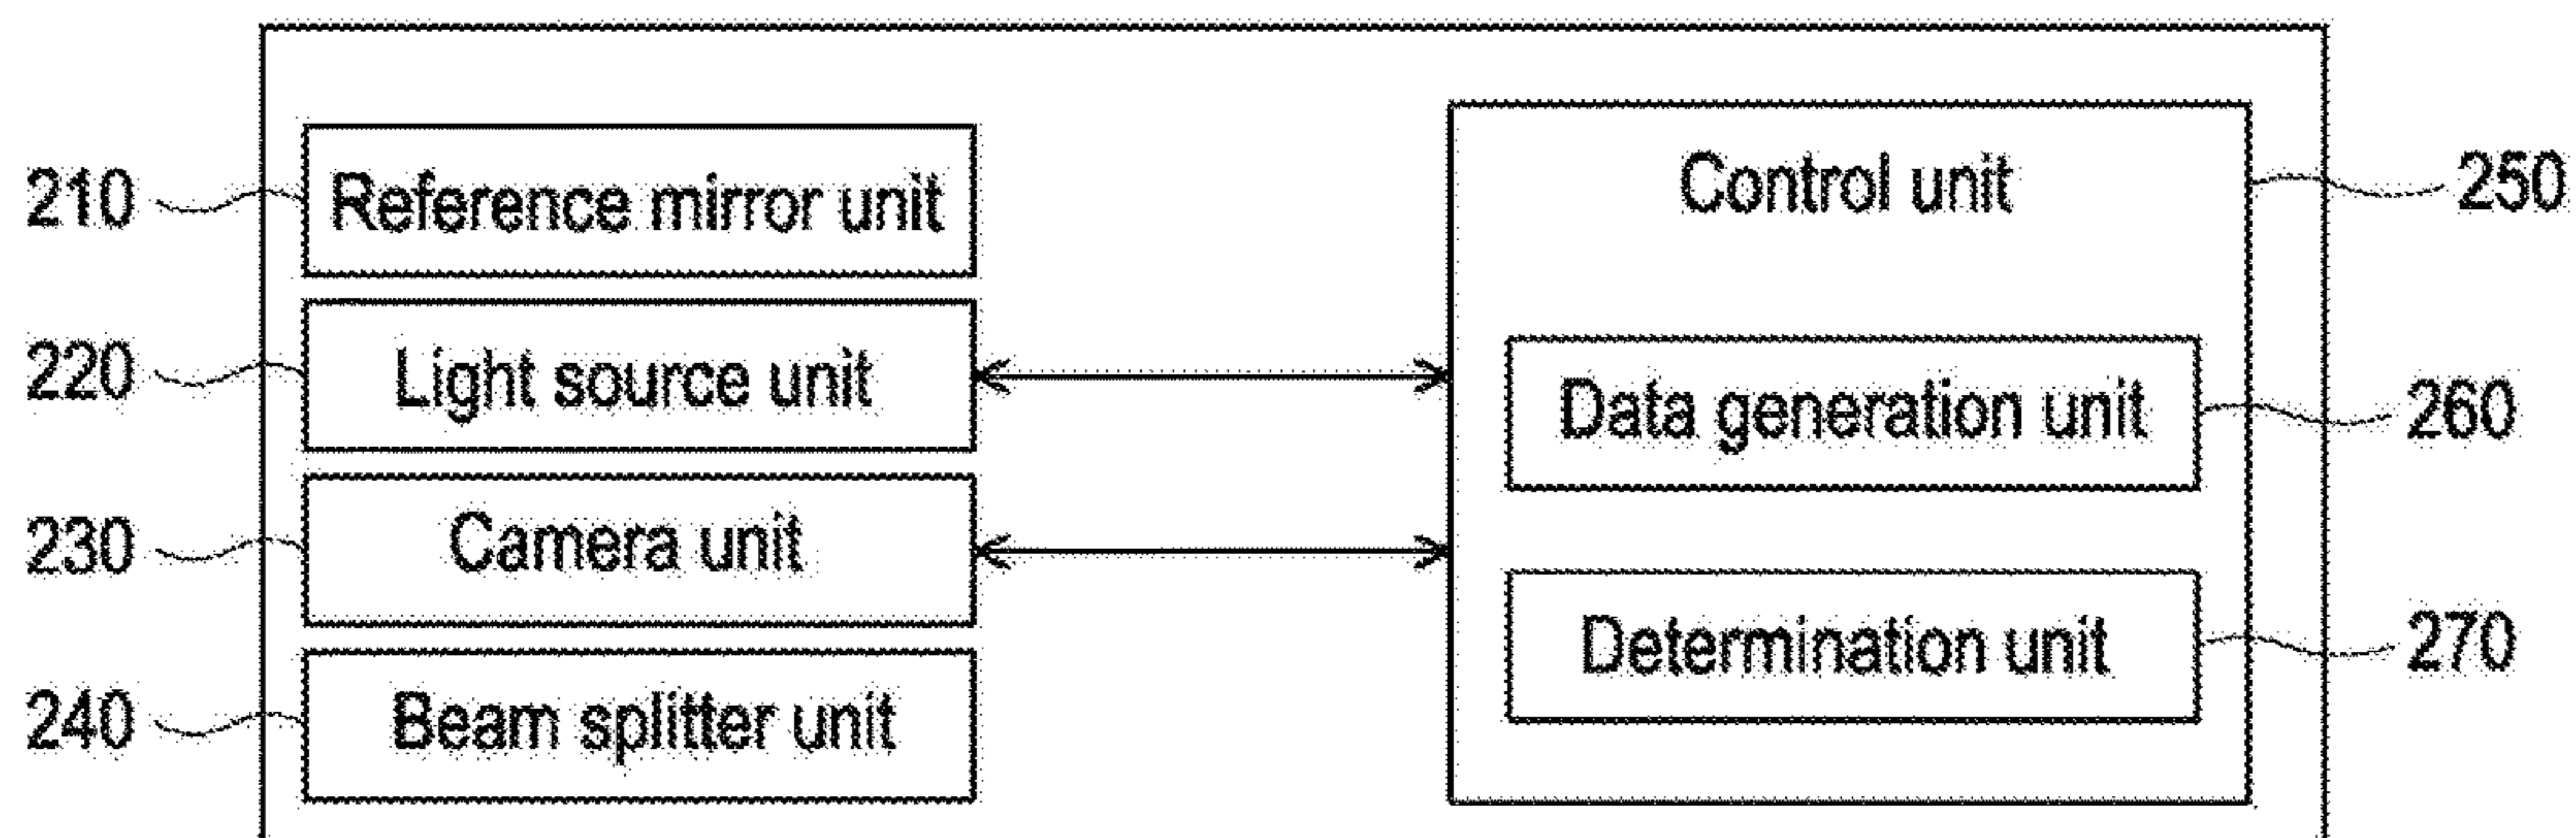 210
Reference mirror unit
220
Light source unit
230
Camera unit
240
Beam splitter unit
Control unit
250
Data generation unit
260
Determination unit
270